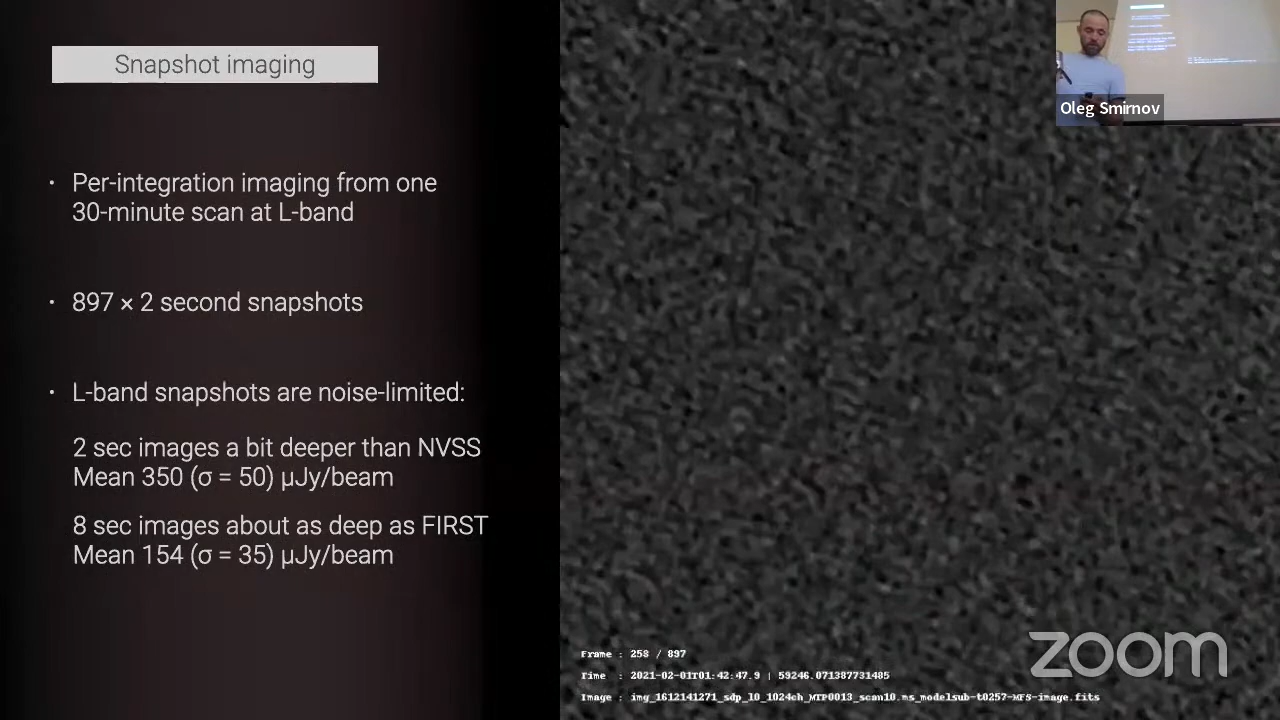 Snapshot imaging
• Per-integration imaging from one
30-minute scan at L-band
• 897 × 2 second snapshots
• L-band snapshots are noise-limited:
2 sec images a bit deeper than NVSS
Mean 350 (σ = 50) μJy/beam
8 sec images about as deep as FIRST
Mean 154 (σ = 35) μJy/beam
Oleg Smirnov
Frame : 258 / 897
Time : 2021-02-01T01:42:47.9 | 59246.071387731485
Image : img_1612141271_sdp_l0_1024ch_MTP0013_scan10.ms_modelsub-t0257-MFS-image.fits
zoom